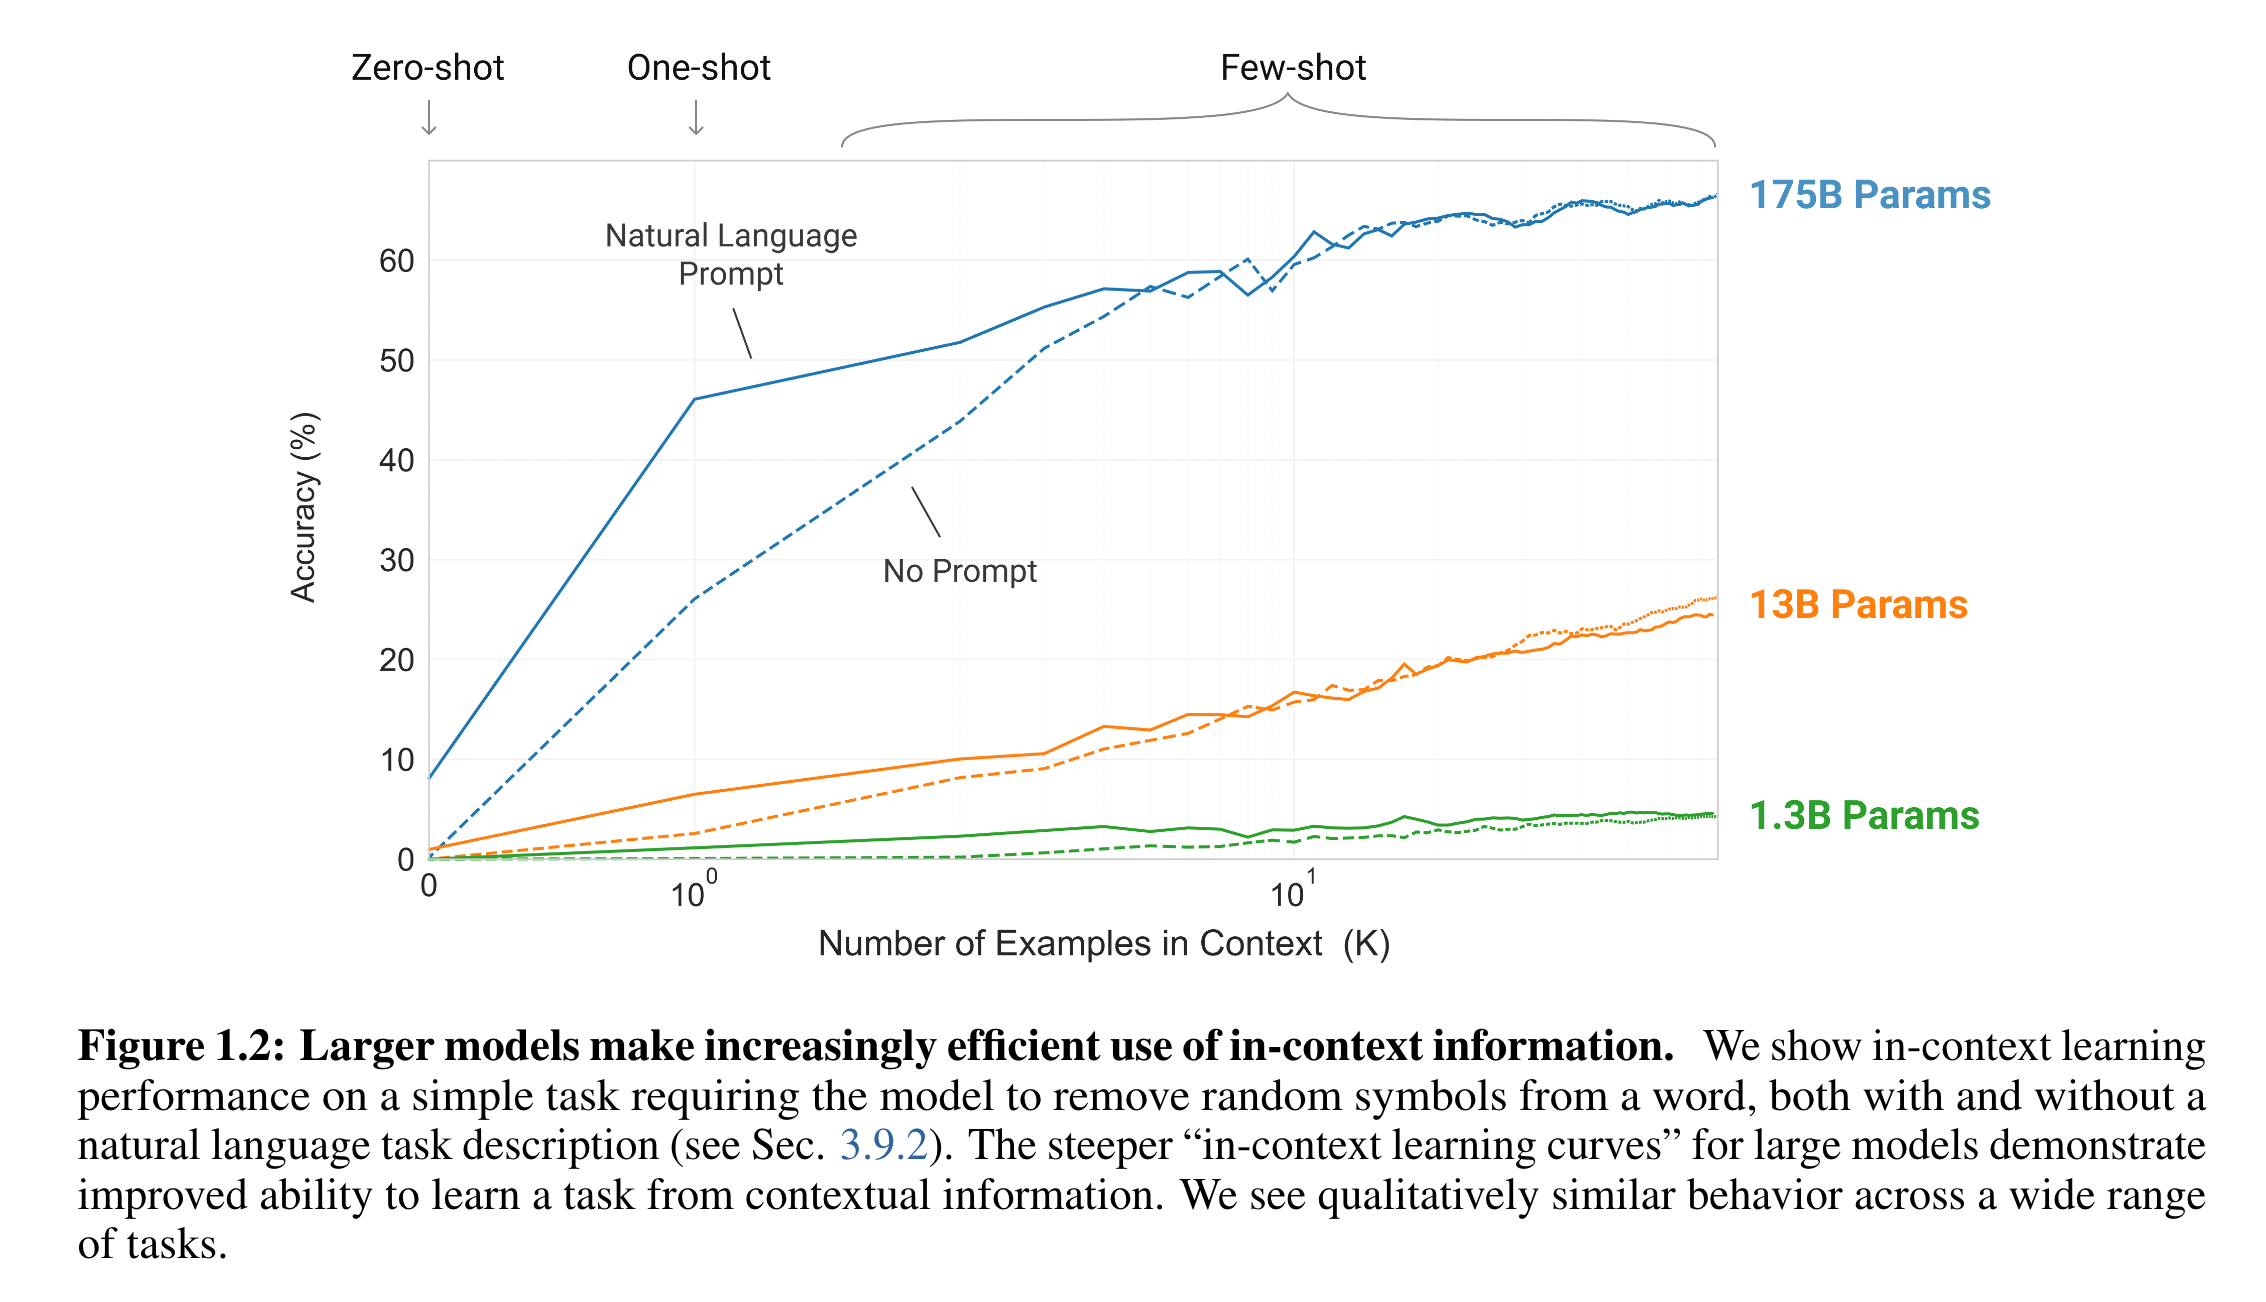 Zero-shot One-shot Few-shot
175B Params
Natural Language
Prompt
60
50
40
No Prompt
30
13B Params
20
10
1.3B Params
0
Accuracy (%)
0 10^0 10^1
Number of Examples in Context (K)
Figure 1.2: Larger models make increasingly efficient use of in-context information. We show in-context learning
performance on a simple task requiring the model to remove random symbols from a word, both with and without a
natural language task description (see Sec. 3.9.2). The steeper “in-context learning curves” for large models demonstrate
improved ability to learn a task from contextual information. We see qualitatively similar behavior across a wide range
of tasks.